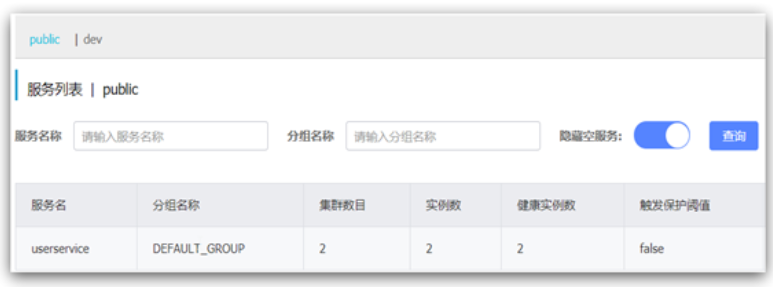 public | dev
服务列表 | public
服务名称 请输入服务名称 分组名称 请输入分组名称 隐藏空服务: 查询
服务名 分组名称 集群数目 实例数 健康实例数 触发保护阈值
userservice DEFAULT_GROUP 2 2 2 false